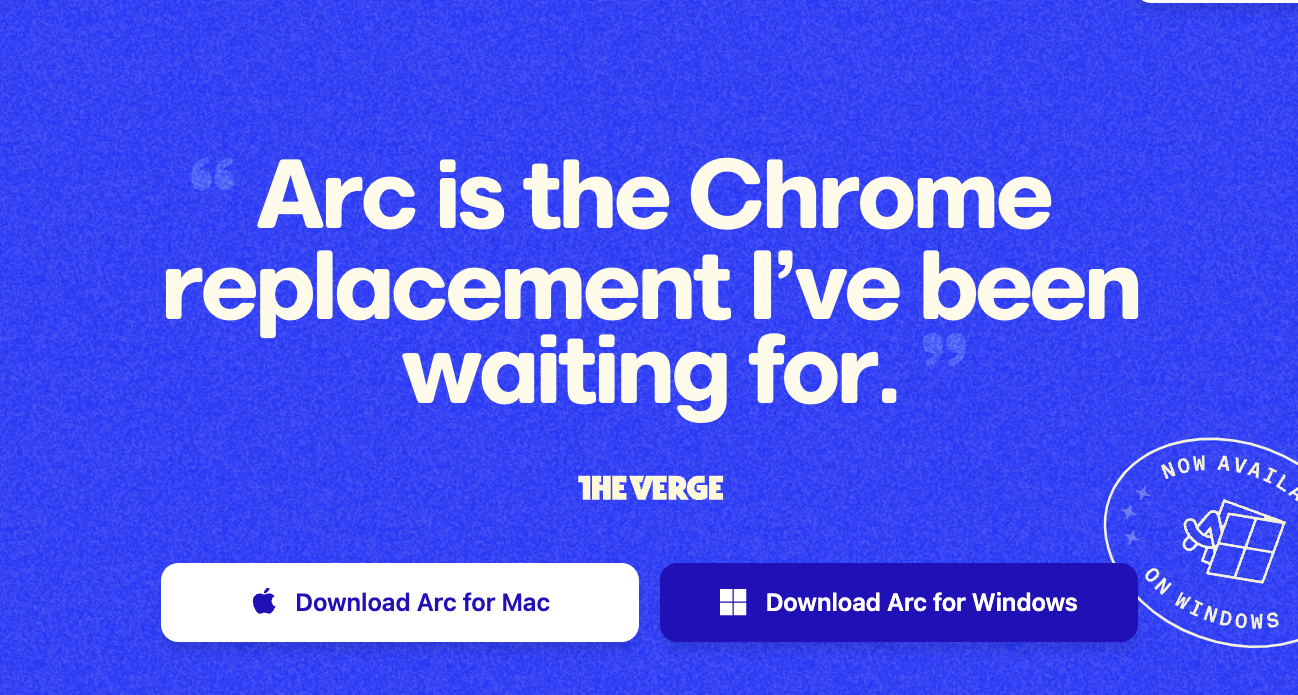 “Arc is the Chrome
replacement I’ve been
waiting for.”
THE VERGE
NOW AVAILA
Download Arc for Mac
Download Arc for Windows
ON WINDOWS